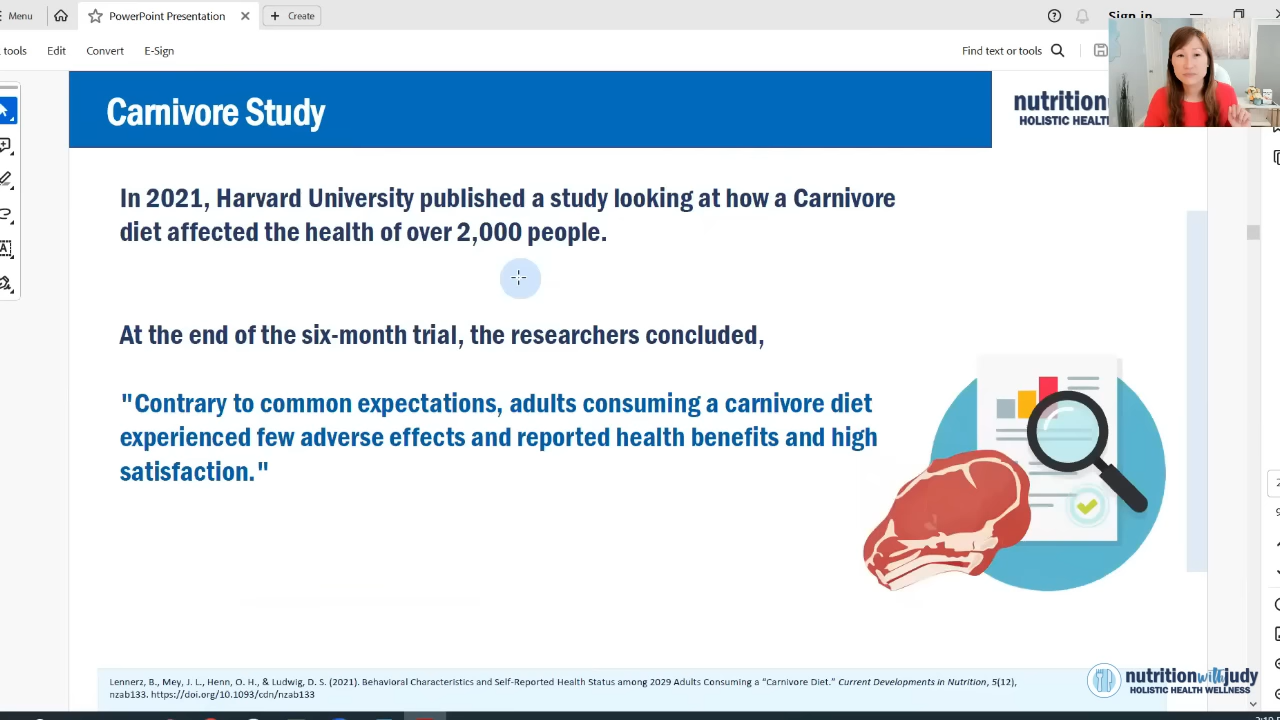 Menu
PowerPoint Presentation
Create
Sign in
tools
Edit
Convert
E-Sign
Find text or tools
Carnivore Study
nutrition
HOLISTIC HEALTH
In 2021, Harvard University published a study looking at how a Carnivore
diet affected the health of over 2,000 people.
At the end of the six-month trial, the researchers concluded,
"Contrary to common expectations, adults consuming a carnivore diet
experienced few adverse effects and reported health benefits and high
satisfaction."
Lennerz, B., Mey, J. L., Henn, O. H., & Ludwig, D. S. (2021). Behavioral Characteristics and Self-Reported Health Status among 2029 Adults Consuming a "Carnivore Diet." Current Developments in Nutrition, 5(12),
nzab133. https://doi.org/10.1093/cdn/nzab133
nutritionwithjudy
HOLISTIC HEALTH WELLNESS